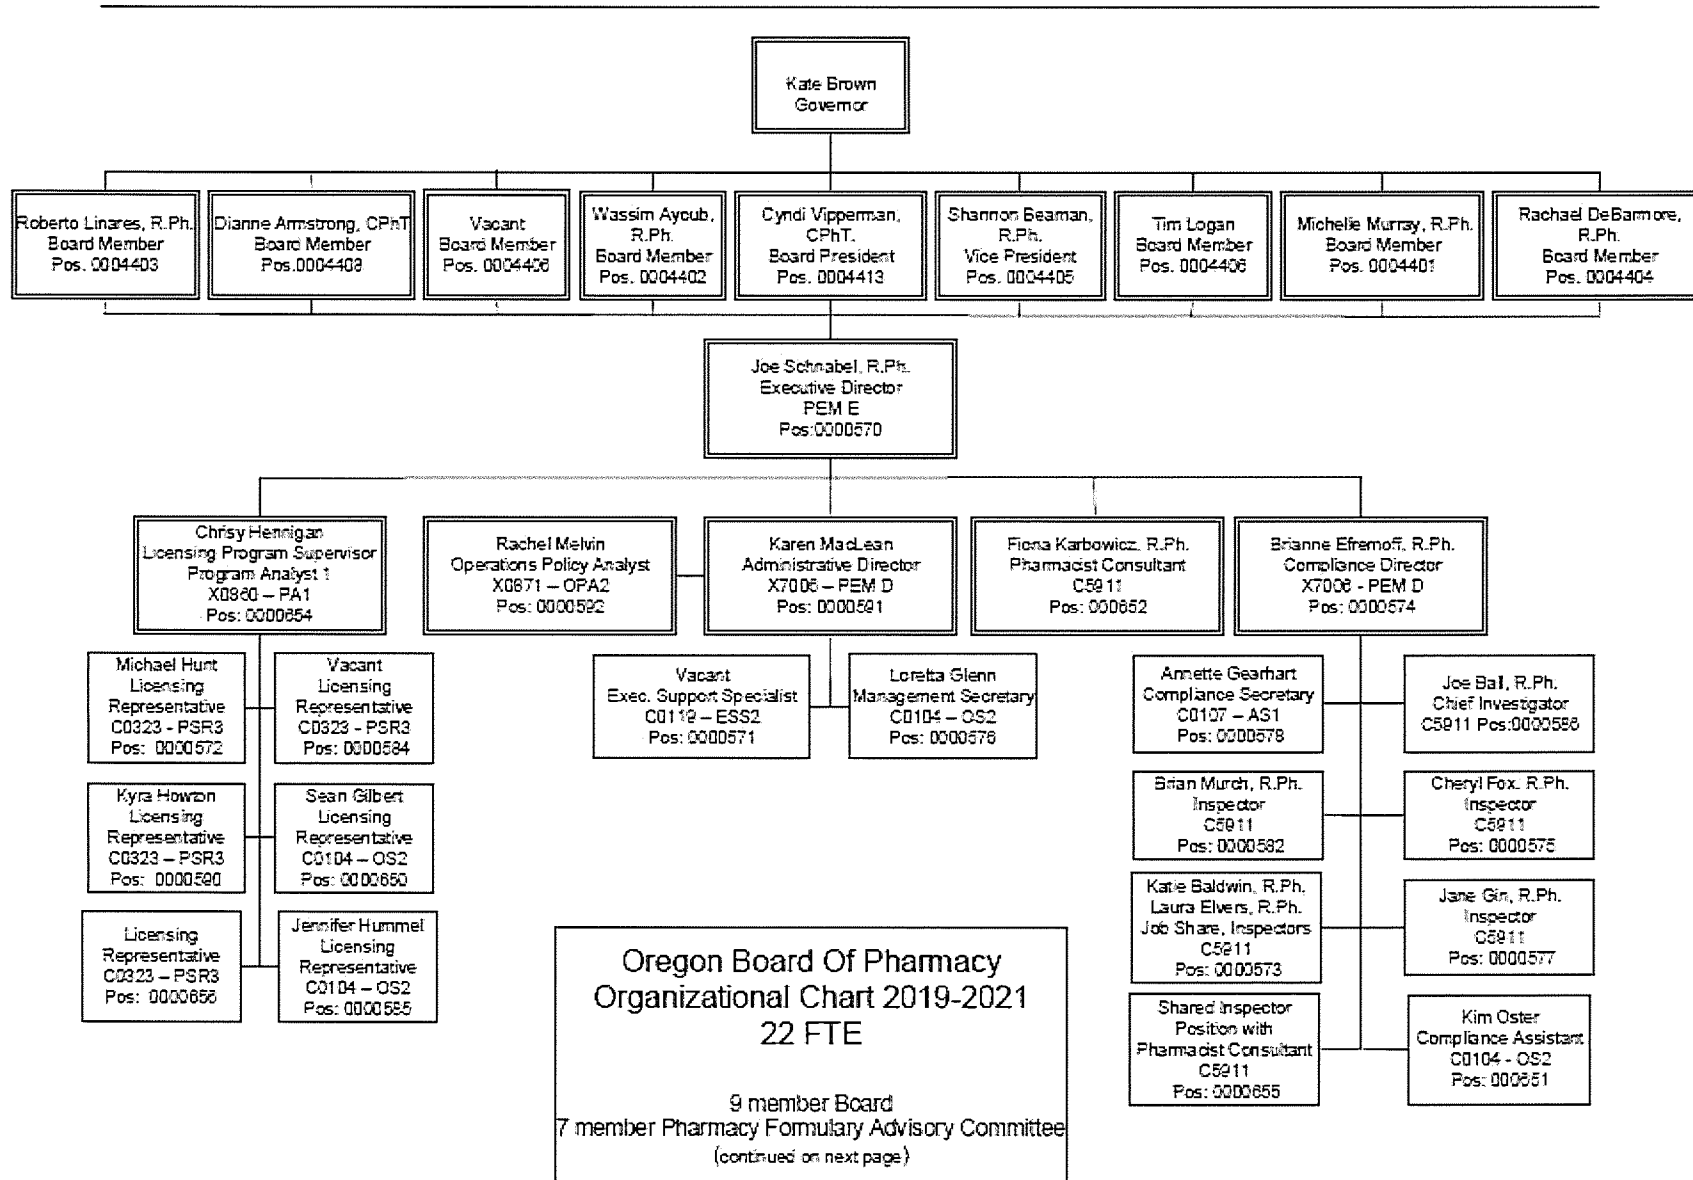 Kate Brown
Governor
Roberto Linares, R.Ph.
Board Member
Pos. 0004403
Dianne Armstrong, CPhT
Board Member
Pos.0004408
Vacant
Board Member
Pos. 0004406
Wassim Ayoub,
R.Ph.
Board Member
Pos. 0004402
Cyndi Vipperman,
CPhT.
Board President
Pos. 0004413
Shannon Beaman,
R.Ph.
Vice President
Pos. 0004405
Tim Logan
Board Member
Pos. 0004406
Michelle Murray, R.Ph.
Board Member
Pos. 0004401
Rachael DeBarmore,
R.Ph.
Board Member
Pos. 0004404
Joe Schnabel, R.Ph.
Executive Director
PEM E
Pos:0000570
Chrisy Hennigan
Licensing Program Supervisor
Program Analyst 1
X0860 – PA1
Pos: 0000654
Rachel Melvin
Operations Policy Analyst
X0871 – OPA2
Pos: 0000592
Karen MacLean
Administrative Director
X7006 – PEM D
Pos: 0000591
Fiona Karbowicz, R.Ph.
Pharmacist Consultant
C5911
Pos: 000652
Brianne Efremoff, R.Ph.
Compliance Director
X7006 - PEM D
Pos: 0000574
Michael Hunt
Licensing
Representative
C0323 - PSR3
Pos: 0000572
Vacant
Licensing
Representative
C0323 - PSR3
Pos: 0000584
Kyra Howzon
Licensing
Representative
C0323 – PSR3
Pos: 0000590
Sean Gilbert
Licensing
Representative
C0104 – OS2
Pos: 0000650
Licensing
Representative
C0323 – PSR3
Pos: 0000656
Jennifer Hummel
Licensing
Representative
C0104 – OS2
Pos: 0000585
Vacant
Exec. Support Specialist
C0119 – ESS2
Pos: 0000571
Loretta Glenn
Management Secretary
C0104 – OS2
Pos: 0000576
Annette Gearhart
Compliance Secretary
C0107 – AS1
Pos: 0000578
Joe Ball, R.Ph.
Chief Investigator
C5911 Pos:0000586
Brian Murch, R.Ph.
Inspector
C5911
Pos: 0000582
Cheryl Fox, R.Ph.
Inspector
C5911
Pos: 0000575
Katie Baldwin, R.Ph.
Laura Elvers, R.Ph.
Job Share, Inspectors
C5911
Pos: 0000573
Jane Gin, R.Ph.
Inspector
C5911
Pos: 0000577
Shared Inspector
Position with
Pharmacist Consultant
C5911
Pos: 0000655
Kim Oster
Compliance Assistant
C0104 - OS2
Pos: 000651
Oregon Board Of Pharmacy
Organizational Chart 2019-2021
22 FTE
9 member Board
7 member Pharmacy Formulary Advisory Committee
(continued on next page)